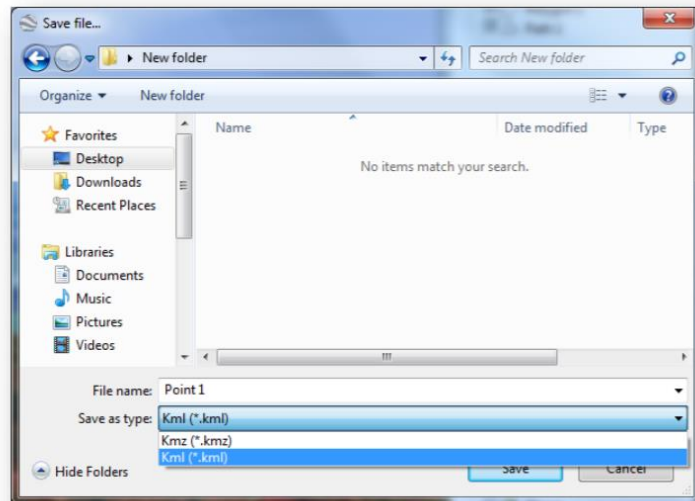 Save file...
New folder
Search New folder
Organize
New folder
Favorites
Desktop
Downloads
Recent Places
Libraries
Documents
Music
Pictures
Videos
Name
Date modified
Type
No items match your search.
File name:
Point 1
Save as type:
Kml (*.kml)
Kmz (*.kmz)
Kml (*.kml)
Hide Folders
Save
Cancel